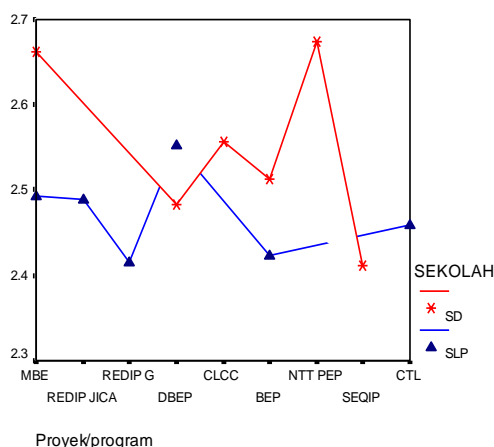 2.7
2.6
2.5
2.4
2.3
MBE
REDIP JICA
REDIP G
DBEP
CLCC
BEP
NTT PEP
SEQIP
CTL
Proyek/program
SEKOLAH
SD
SLP